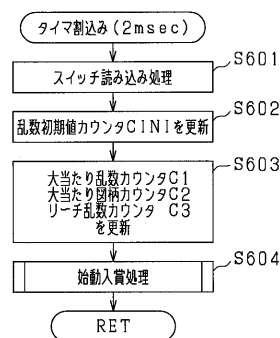 タイマ割込み(2msec)
S601
スイッチ読み込み処理
S602
乱数初期値カウンタCINIを更新
S603
大当たり乱数カウンタC1
大当たり図柄カウンタC2
リーチ乱数カウンタ C3
を更新
S604
始動入賞処理
RET